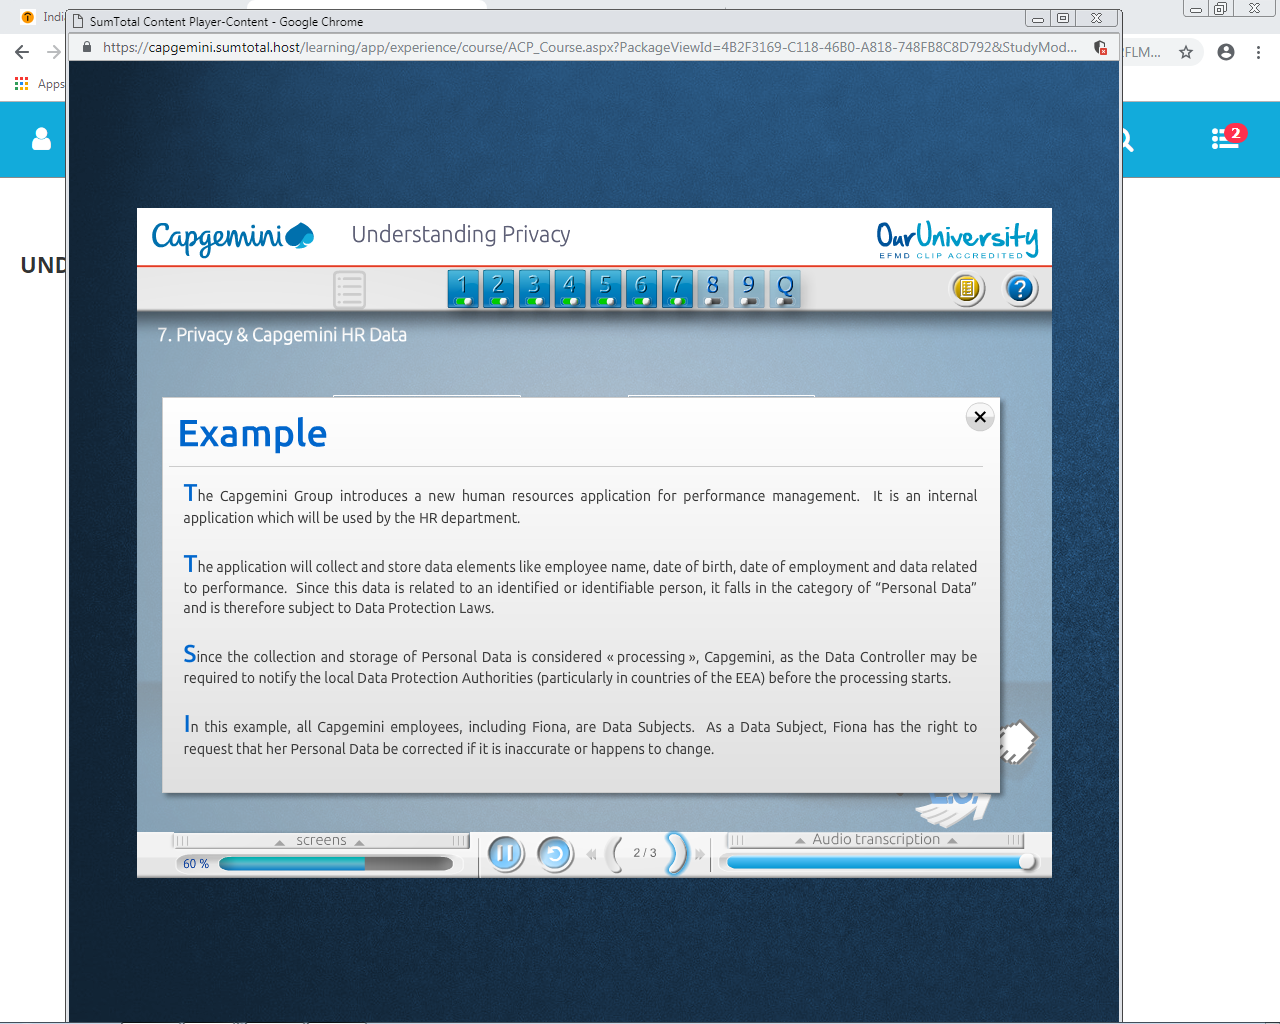 Indi
SumTotal Content Player-Content - Google Chrome
https://capgemini.sumtotal.host/learning/app/experience/course/ACP_Course.aspx?PackageViewId=4B2F3169-C118-46B0-A818-748FB8C8D792&StudyMod...
2FLM...
Apps
2
UND
Capgemini
Understanding Privacy
OurUniversity
EFMD CLIP ACCREDITED
1 2 3 4 5 6 7 8 9 Q
?
7. Privacy & Capgemini HR Data
Example
The Capgemini Group introduces a new human resources application for performance management. It is an internal
application which will be used by the HR department.
The application will collect and store data elements like employee name, date of birth, date of employment and data related
to performance. Since this data is related to an identified or identifiable person, it falls in the category of “Personal Data”
and is therefore subject to Data Protection Laws.
Since the collection and storage of Personal Data is considered « processing », Capgemini, as the Data Controller may be
required to notify the local Data Protection Authorities (particularly in countries of the EEA) before the processing starts.
In this example, all Capgemini employees, including Fiona, are Data Subjects. As a Data Subject, Fiona has the right to
request that her Personal Data be corrected if it is inaccurate or happens to change.
screens
60 %
2 / 3
Audio transcription